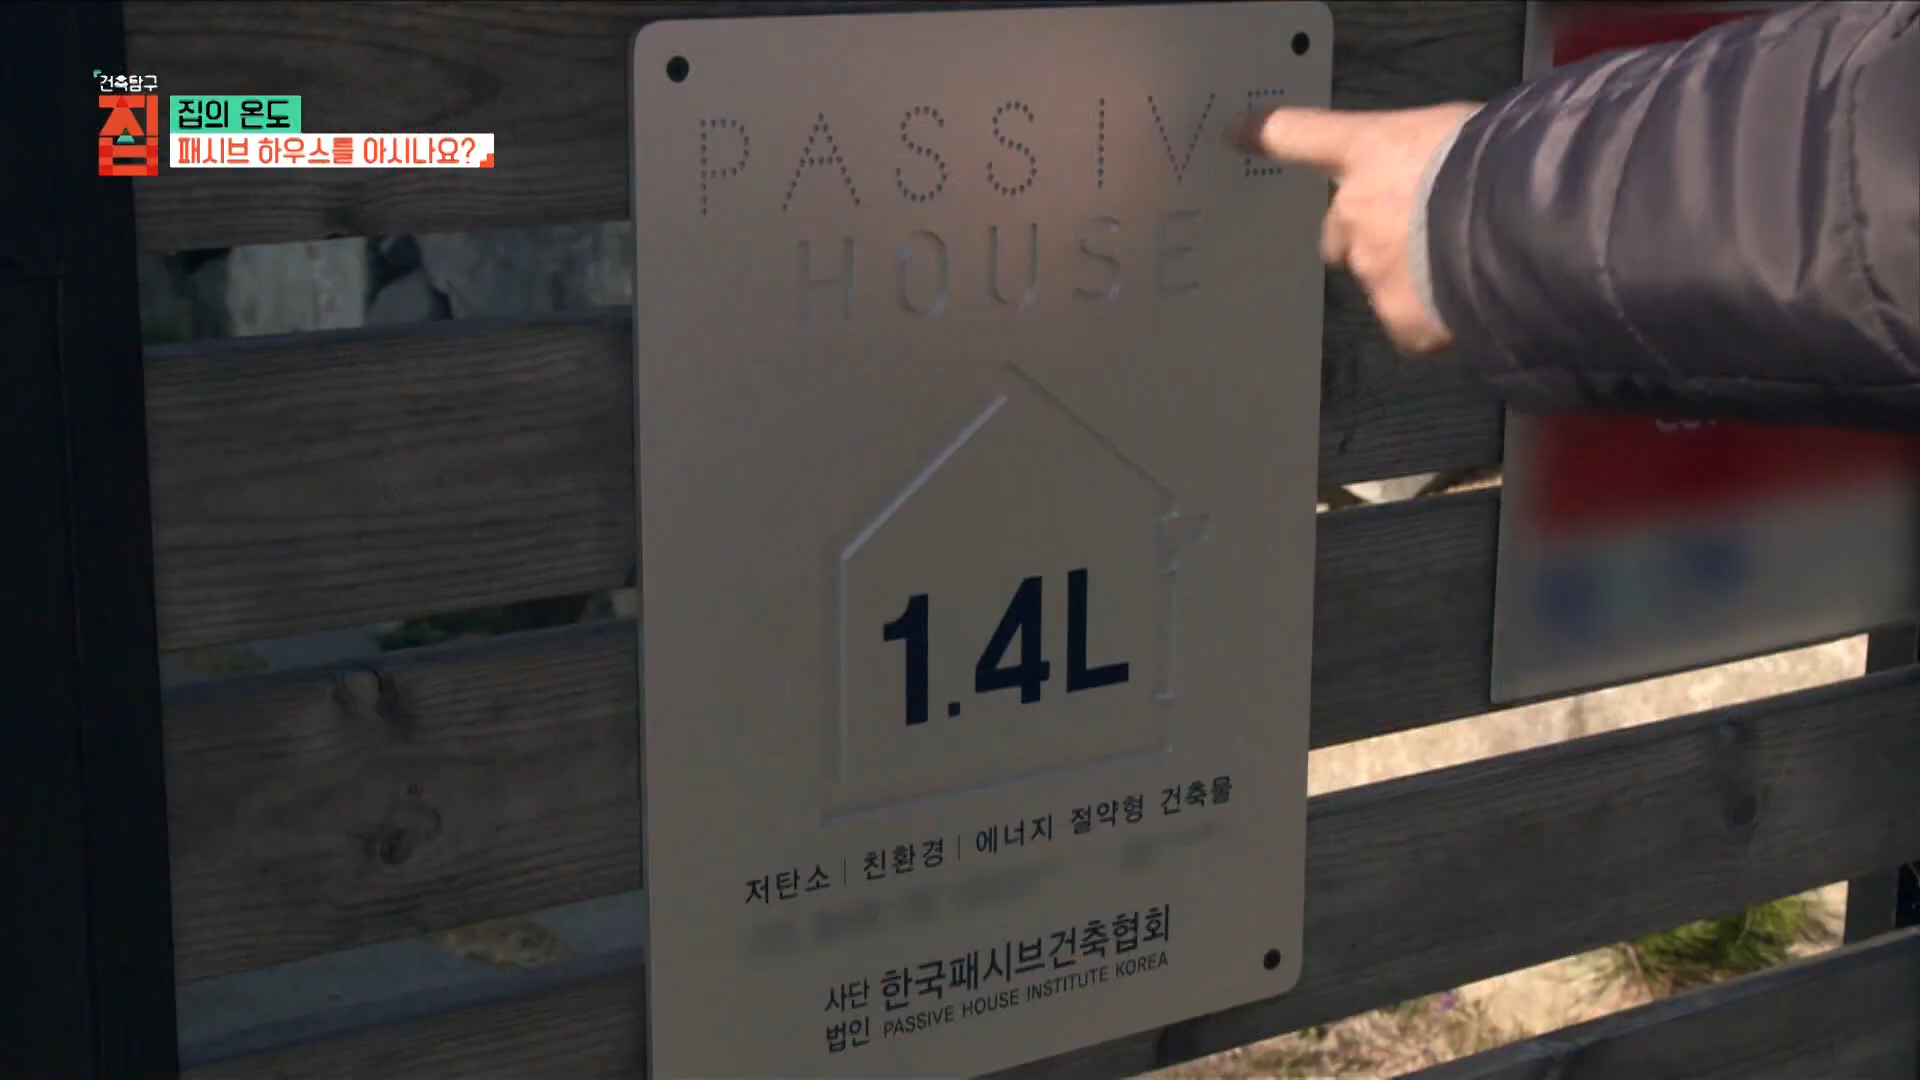 건축탐구
집
집의 온도
패시브 하우스를 아시나요?
PASSIVE
HOUSE
1.4L
저탄소 | 친환경 | 에너지 절약형 건축물
사단
법인
한국패시브건축협회
PASSIVE HOUSE INSTITUTE KOREA